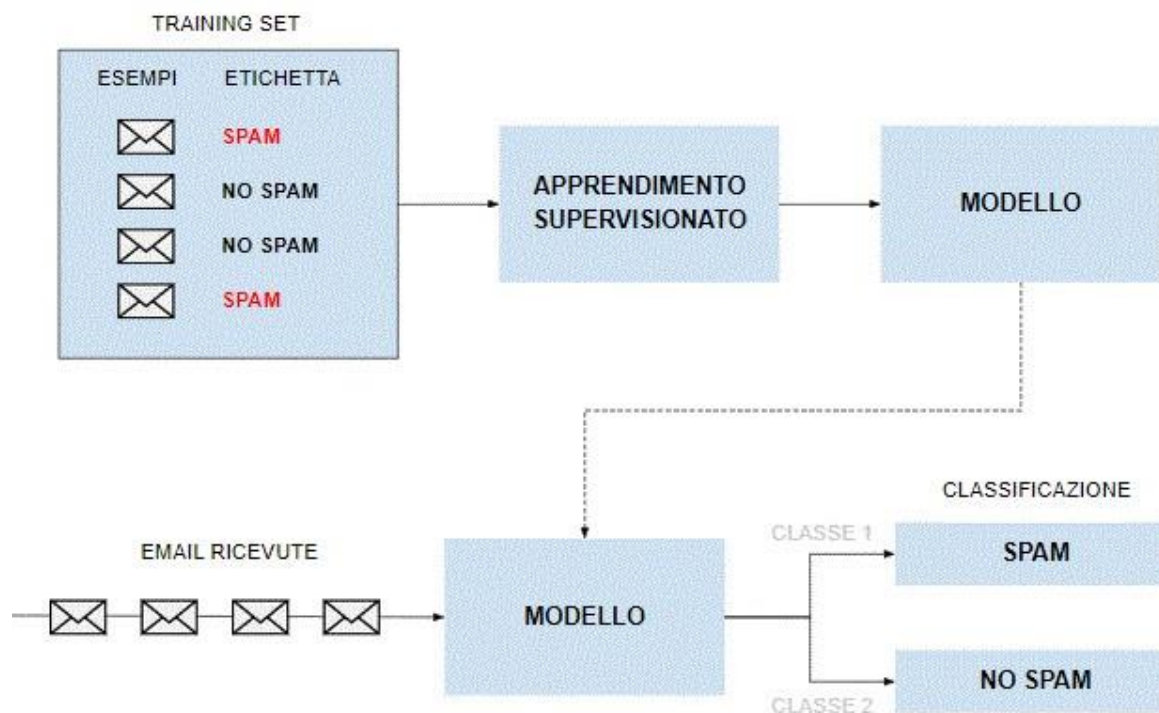 TRAINING SET
ESEMPI ETICHETTA
SPAM
NO SPAM
NO SPAM
SPAM
APPRENDIMENTO
SUPERVISIONATO
MODELLO
EMAIL RICEVUTE
MODELLO
CLASSIFICAZIONE
CLASSE 1
SPAM
NO SPAM
CLASSE 2